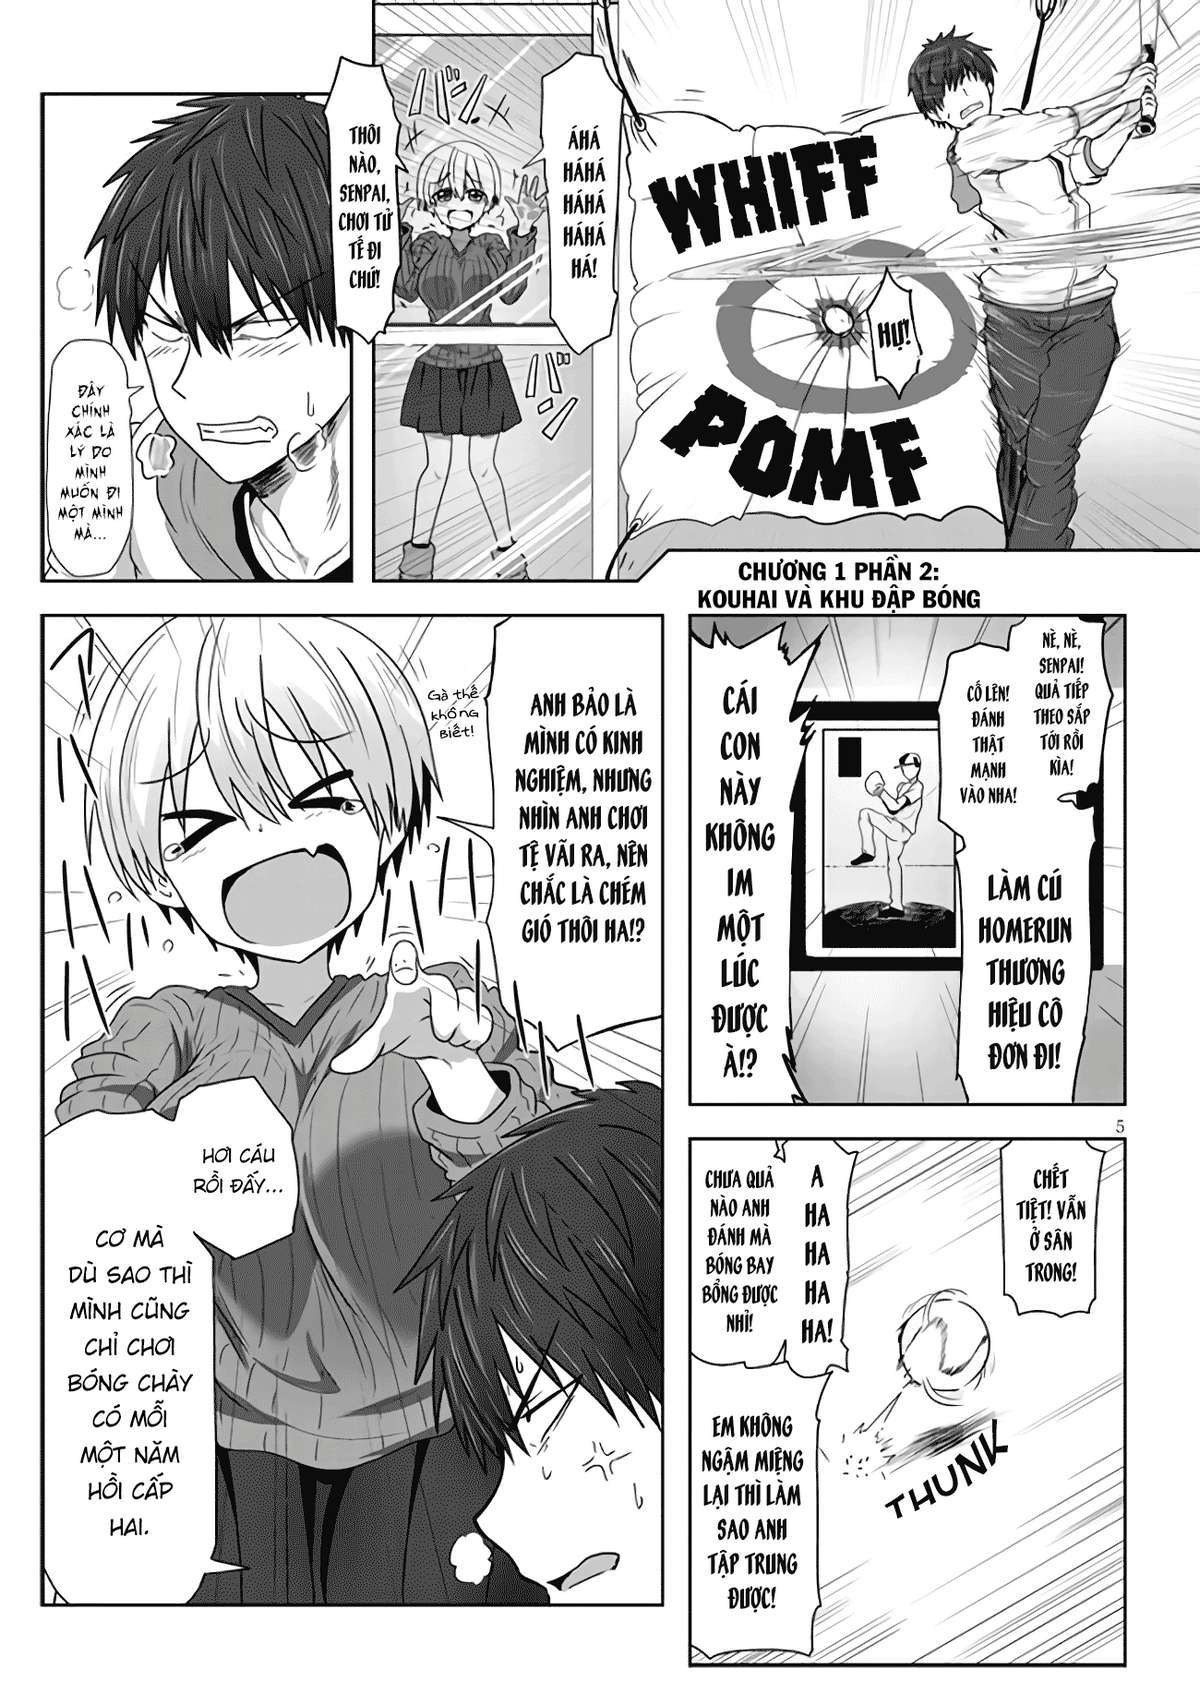 WHIFF
HỰ!
POMF
ÁHÁ
HÁHÁ
HÁHÁ
HÁHÁ
HÁ!
THÔI
NÀO,
SENPAI,
CHƠI TỬ
TẾ ĐI
CHỨ!
ĐÂY
CHÍNH
XÁC LÀ
LÝ DO
MÌNH
MUỐN ĐI
MỘT MÌNH
MÀ...
CHƯƠNG 1 PHẦN 2:
KOUHAI VÀ KHU ĐẬP BÓNG
NÈ, NÈ,
SENPAI!
QUẢ TIẾP
THEO SẮP
TỚI RỒI
KÌA!
CỐ LÊN!
ĐÁNH
THẬT
MẠNH
VÀO NHA!
LÀM CÚ
HOMERUN
THƯƠNG
HIỆU CÔ
ĐƠN ĐI!
CÁI
CON
NÀY
KHÔNG
IM
MỘT
LÚC
ĐƯỢC
À!?
5
CHẾT
TIỆT! VẪN
Ở SÂN
TRONG!
THUNK
A
HA
HA
HA
HA!
CHƯA QUẢ
NÀO ANH
ĐÁNH MÀ
BÓNG BAY
BỔNG ĐƯỢC
NHỈ!
EM KHÔNG
NGẬM MIỆNG
LẠI THÌ LÀM
SAO ANH
TẬP TRUNG
ĐƯỢC!
ANH BẢO LÀ
MÌNH CÓ KINH
NGHIỆM, NHƯNG
NHÌN ANH CHƠI
TỆ VÃI RA, NÊN
CHẮC LÀ CHÉM
GIÓ THÔI HA!?
Gà thế
không
biết!
HƠI CÁU
RỒI ĐẤY...
CƠ MÀ
DÙ SAO THÌ
MÌNH CŨNG
CHỈ CHƠI
BÓNG CHÀY
CÓ MỖI
MỘT NĂM
HỒI CẤP
HAI.